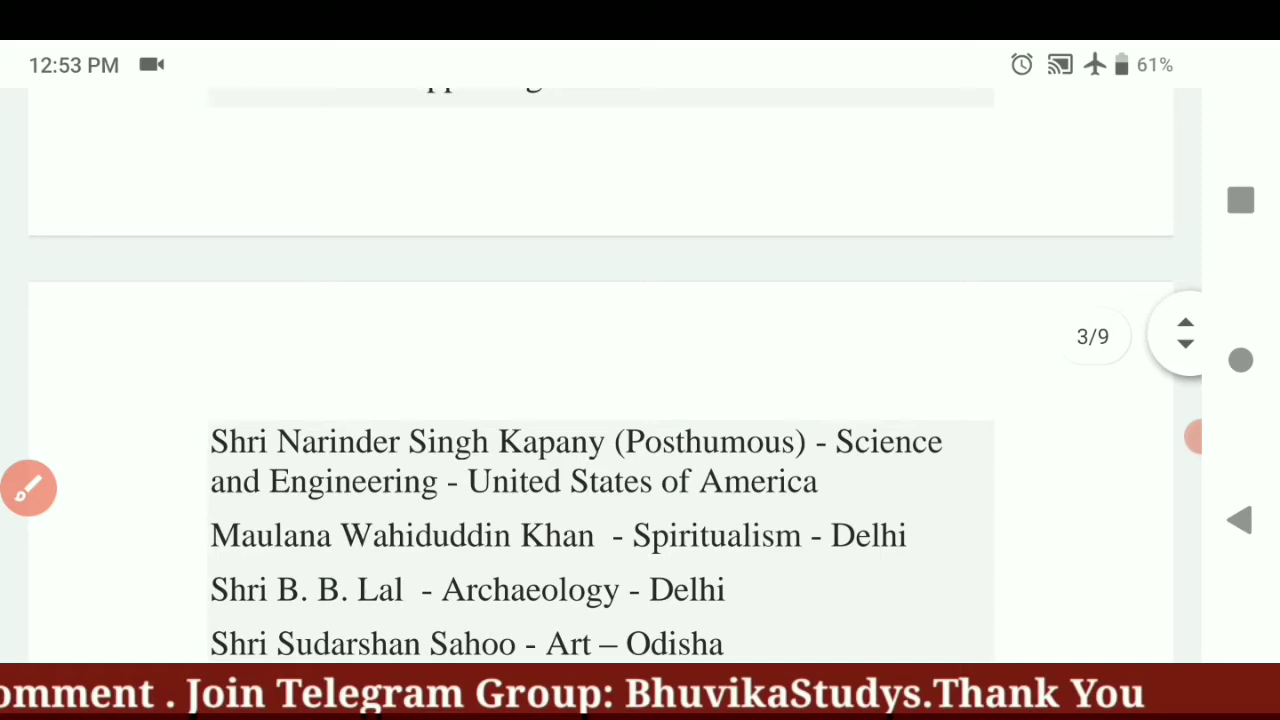 12:53 PM 61%
3/9
Shri Narinder Singh Kapany (Posthumous) - Science
and Engineering - United States of America
Maulana Wahiduddin Khan - Spiritualism - Delhi
Shri B. B. Lal - Archaeology - Delhi
Shri Sudarshan Sahoo - Art – Odisha
omment . Join Telegram Group: BhuvikaStudys.Thank You